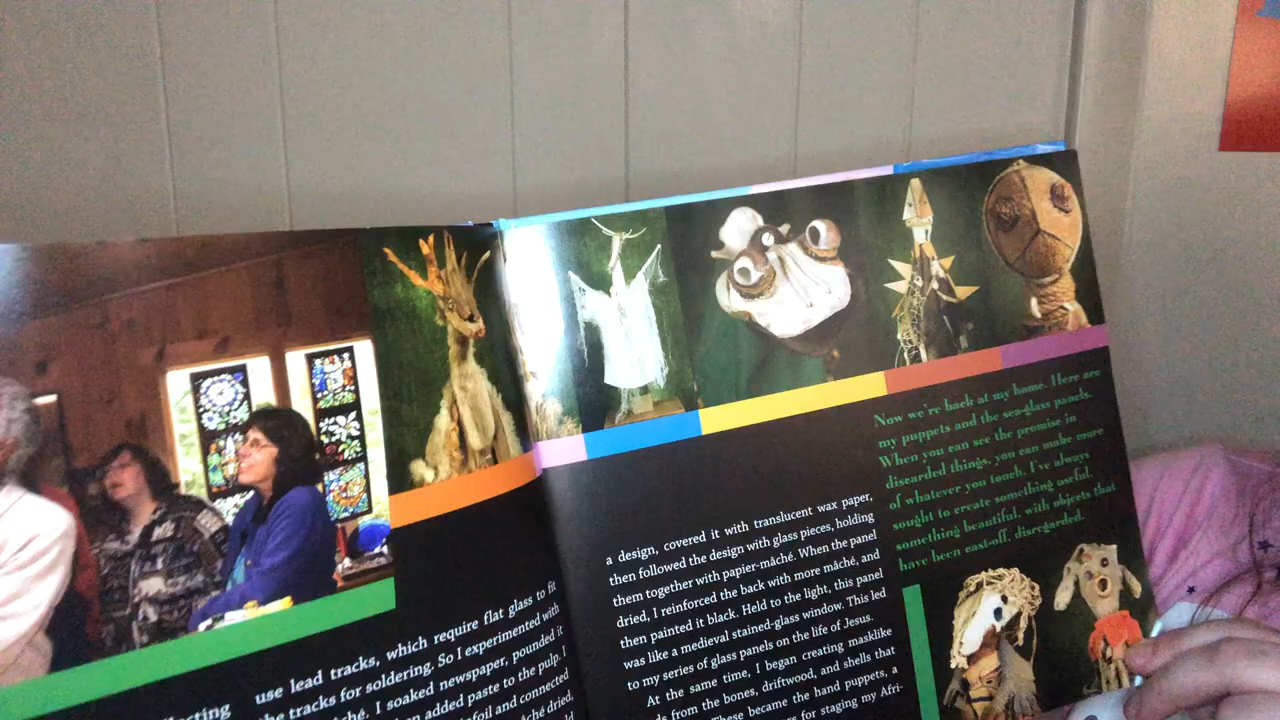 llecting
use lead tracks, which require flat glass to fit
the tracks for soldering. So I experimented with
ché. I soaked newspaper, pounded it
en added paste to the pulp. I
foil and connected
ché dried,
a design, covered it with translucent wax paper,
then followed the design with glass pieces, holding
them together with papier-mâché. When the panel
dried, I reinforced the back with more mâché, and
then painted it black. Held to the light, this panel
was like a medieval stained-glass window. This led
to my series of glass panels on the life of Jesus.
At the same time, I began creating masklike
ds from the bones, driftwood, and shells that
These became the hand puppets, a
rs for staging my Afri-
Now we're back at my home. Here are
my puppets and the sea-glass panels.
When you can see the promise in
discarded things, you can make more
of whatever you touch. I've always
sought to create something useful,
something beautiful, with objects that
have been cast-off, disregarded.